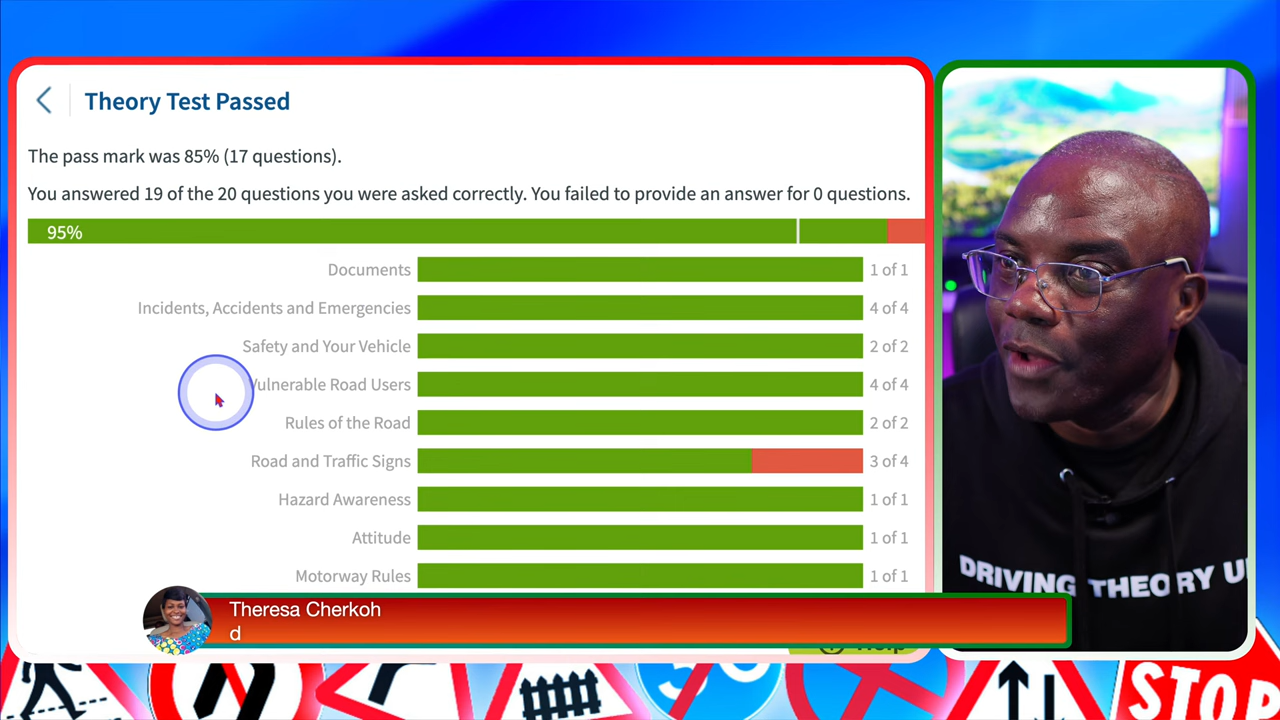 Theory Test Passed
The pass mark was 85% (17 questions).
You answered 19 of the 20 questions you were asked correctly. You failed to provide an answer for 0 questions.
95%
Documents 1 of 1
Incidents, Accidents and Emergencies 4 of 4
Safety and Your Vehicle 2 of 2
Vulnerable Road Users 4 of 4
Rules of the Road 2 of 2
Road and Traffic Signs 3 of 4
Hazard Awareness 1 of 1
Attitude 1 of 1
Motorway Rules 1 of 1
Theresa Cherkoh
d
DRIVING THEORY U
STOP